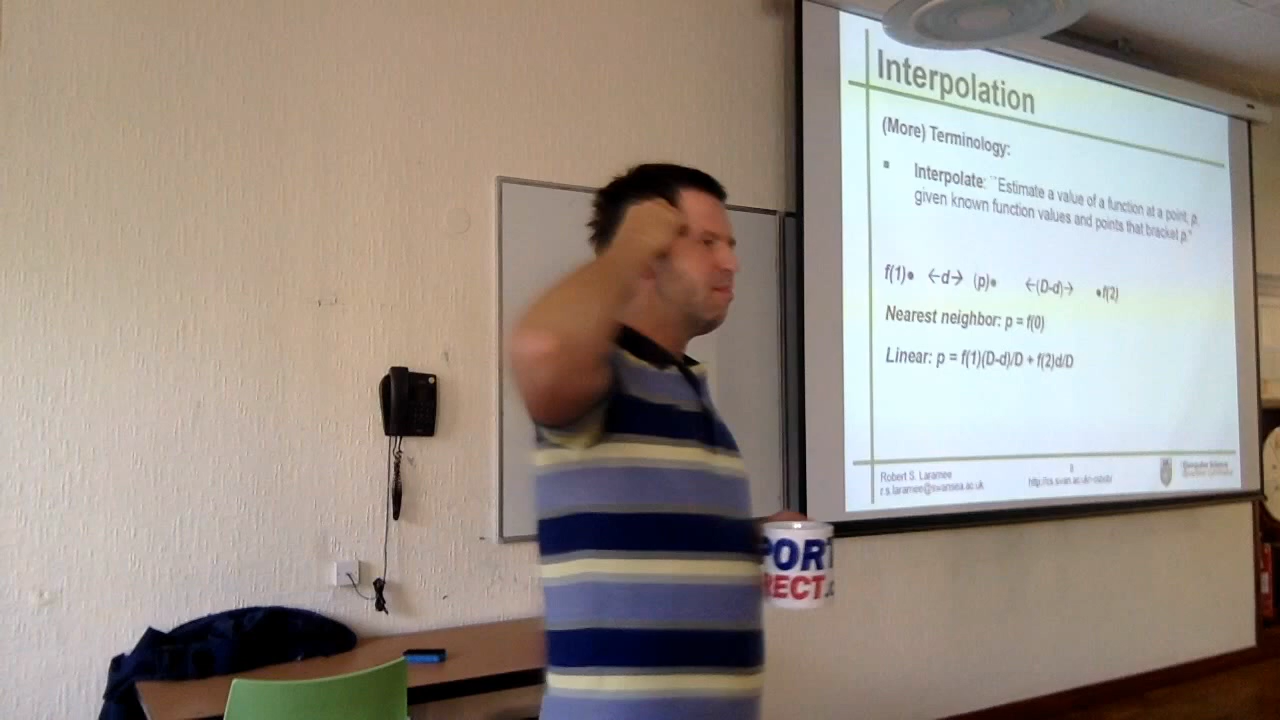 Interpolation
(More) Terminology:
▪ Interpolate: ``Estimate a value of a function at a point, p,
given known function values and points that bracket p."
f(1)● ←d→ (p)● ←(D-d)→ ●f(2)
Nearest neighbor: p = f(0)
Linear: p = f(1)(D-d)/D + f(2)d/D
Robert S. Laramee
r.s.laramee@swansea.ac.uk
8
PORT
RECT.c